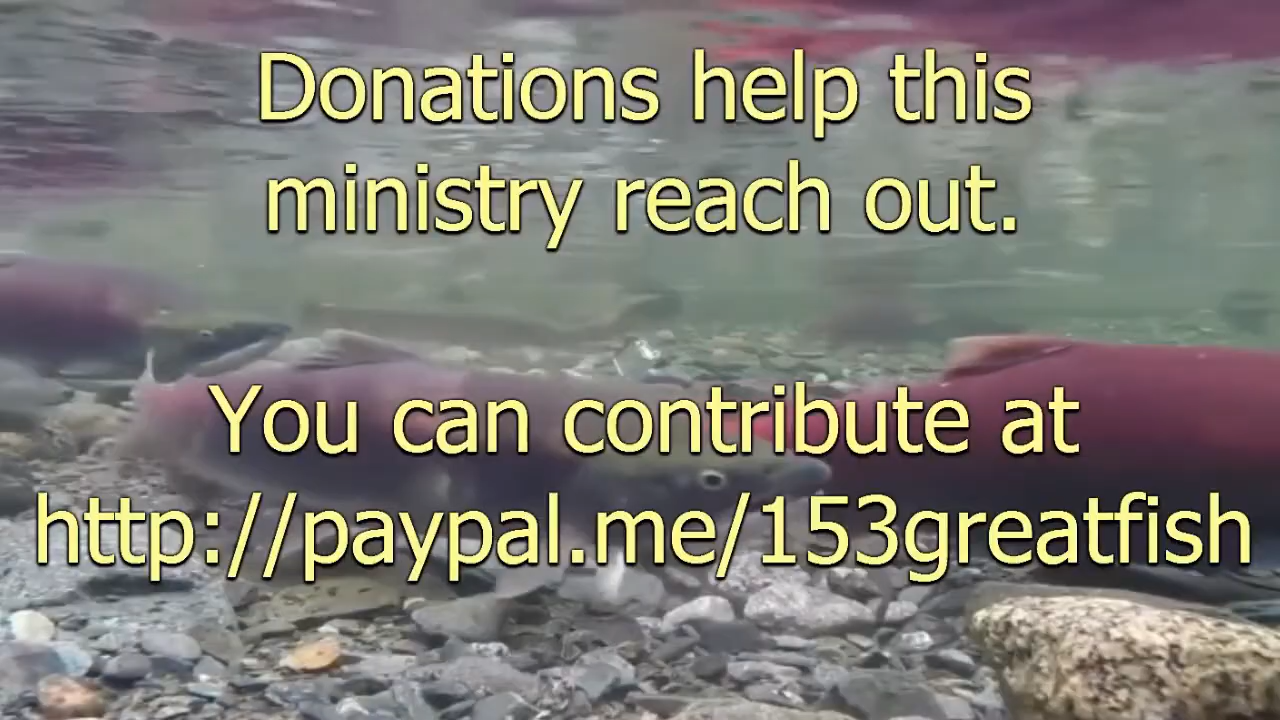 Donations help this
ministry reach out.
You can contribute at
http://paypal.me/153greatfish